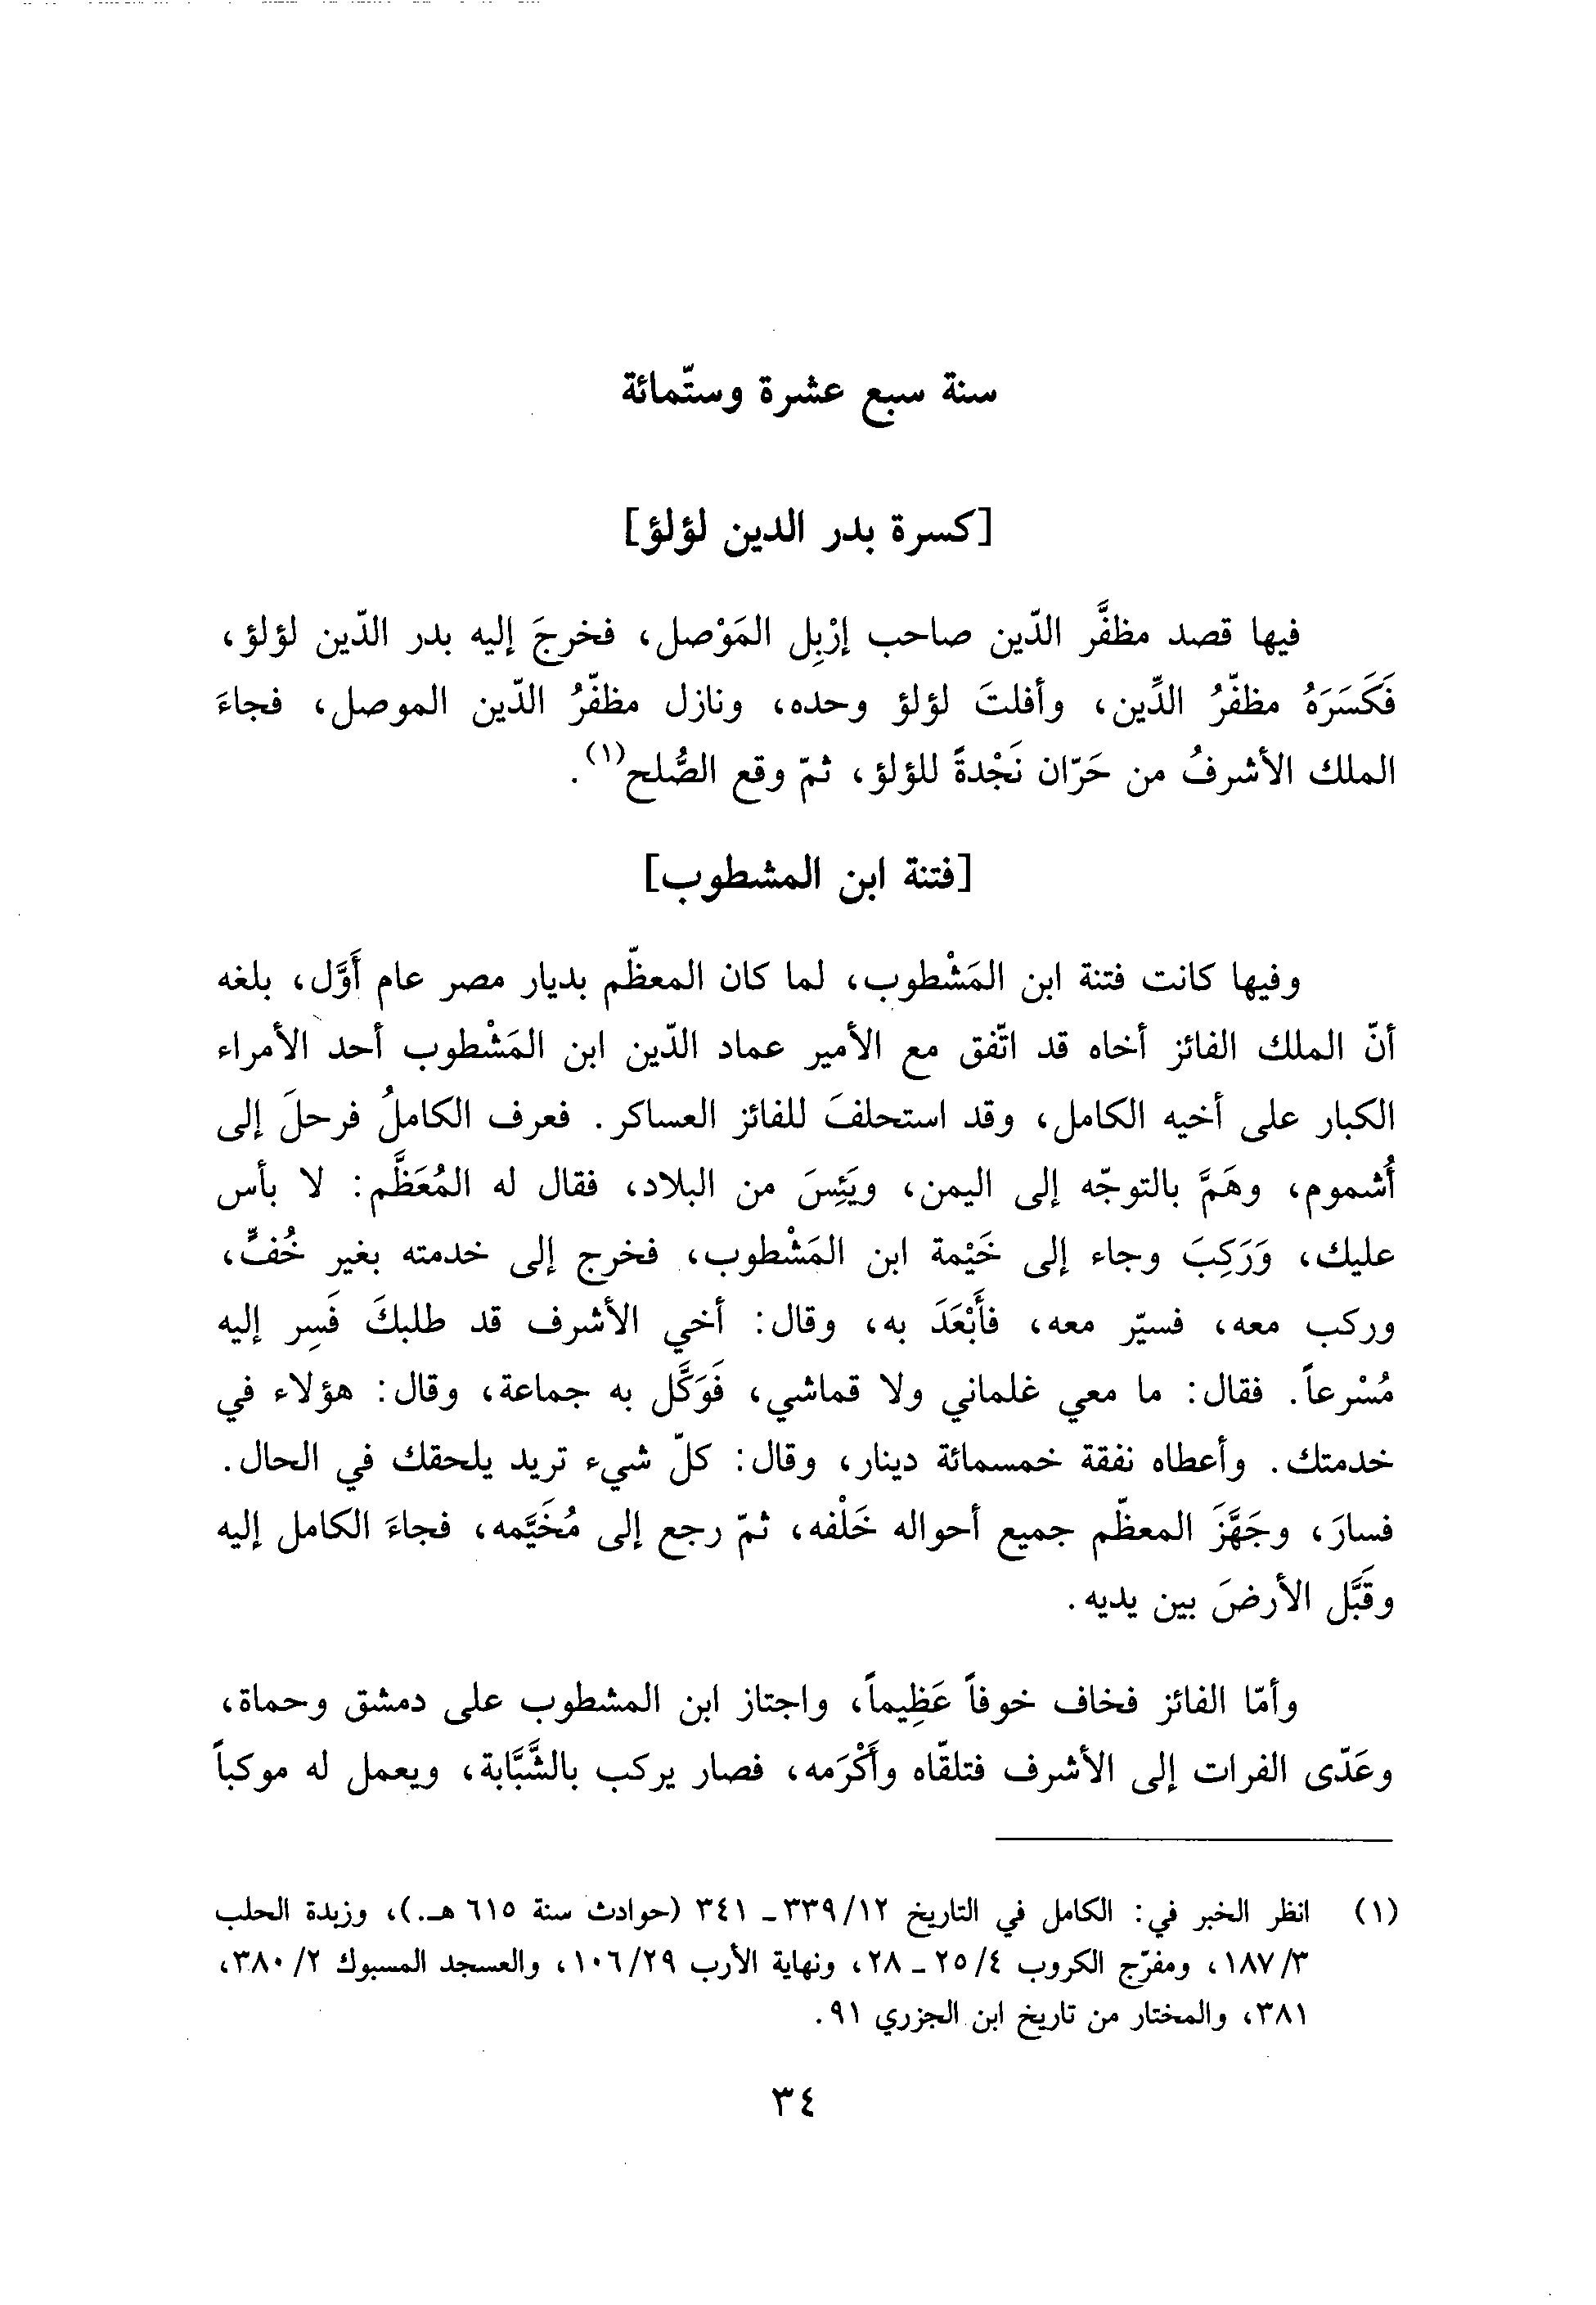 سنة سبع عشرة وستّمائة
[كسرة بدر الدين لؤلؤ]
فيها قصد مظفَّر الدّين صاحب إرْبِل المَوْصل، فخرجَ إليه بدر الدّين لؤلؤ،
فَكَسَرَهُ مظفّرُ الدِّين، وأفلتَ لؤلؤ وحده، ونازل مظفّرُ الدّين الموصل، فجاءَ
الملك الأشرفُ من حَرّان نَجْدةً للؤلؤ، ثمّ وقع الصُّلح(١).
[فتنة ابن المشطوب]
وفيها كانت فتنة ابن المَشْطوب، لما كان المعظّم بديار مصر عام أَوَّل، بلغه
أنّ الملك الفائز أخاه قد اتّفق مع الأمير عماد الدّين ابن المَشْطوب أحد الأمراء
الكبار على أخيه الكامل، وقد استحلفَ للفائز العساكر. فعرف الكاملُ فرحلَ إلى
أُشموم، وهَمَّ بالتوجّه إلى اليمن، ويَئِسَ من البلاد، فقال له المُعَظَّم: لا بأس
عليك، وَرَكِبَ وجاء إلى خَيْمة ابن المَشْطوب، فخرج إلى خدمته بغير خُفٍّ،
وركب معه، فسيّر معه، فأَبْعَدَ به، وقال: أخي الأشرف قد طلبكَ فَسِر إليه
مُسْرعاً. فقال: ما معي غلماني ولا قماشي، فَوَكَّل به جماعة، وقال: هؤلاء في
خدمتك. وأعطاه نفقة خمسمائة دينار، وقال: كلّ شيء تريد يلحقك في الحال.
فسارَ، وجَهَّزَ المعظّم جميع أحواله خَلْفه، ثمّ رجع إلى مُخَيَّمه، فجاءَ الكامل إليه
وقَبَّل الأرضَ بين يديه.
وأمّا الفائز فخاف خوفاً عَظِيماً، واجتاز ابن المشطوب على دمشق وحماة،
وعَدّى الفرات إلى الأشرف فتلقّاه وأَكْرَمه، فصار يركب بالشَّبَّابة، ويعمل له موكباً
(١) انظر الخبر في: الكامل في التاريخ ١٢/ ٣٣٩ - ٣٤١ (حوادث سنة ٦١٥ هـ.)، وزبدة الحلب
٣/ ١٨٧، ومفرّج الكروب ٤/ ٢٥ - ٢٨، ونهاية الأرب ٢٩/ ١٠٦، والعسجد المسبوك ٢/ ٣٨٠،
٣٨١، والمختار من تاريخ ابن الجزري ٩١.
٣٤